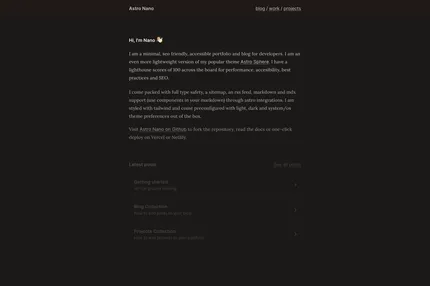 Astro Nano
blog / work / projects
Hi, I'm Nano 👋
I am a minimal, seo friendly, accessible portfolio and blog for developers. I am an
even more lightweight version of my popular theme Astro Sphere. I have a
lighthouse scores of 100 across the board for performance, accessibility, best
practices and SEO.
I come packed with full type safety, a sitemap, an rss feed, markdown and mdx
support (use components in your markdown) through astro integrations. I am
styled with tailwind and come preconfigured with light, dark and system/os
theme preferences out of the box.
Visit Astro Nano on Github to fork the repository, read the docs or one-click
deploy on Vercel or Netlify.
Latest posts
See all posts
Getting started
Blog Collection
Projects Collection